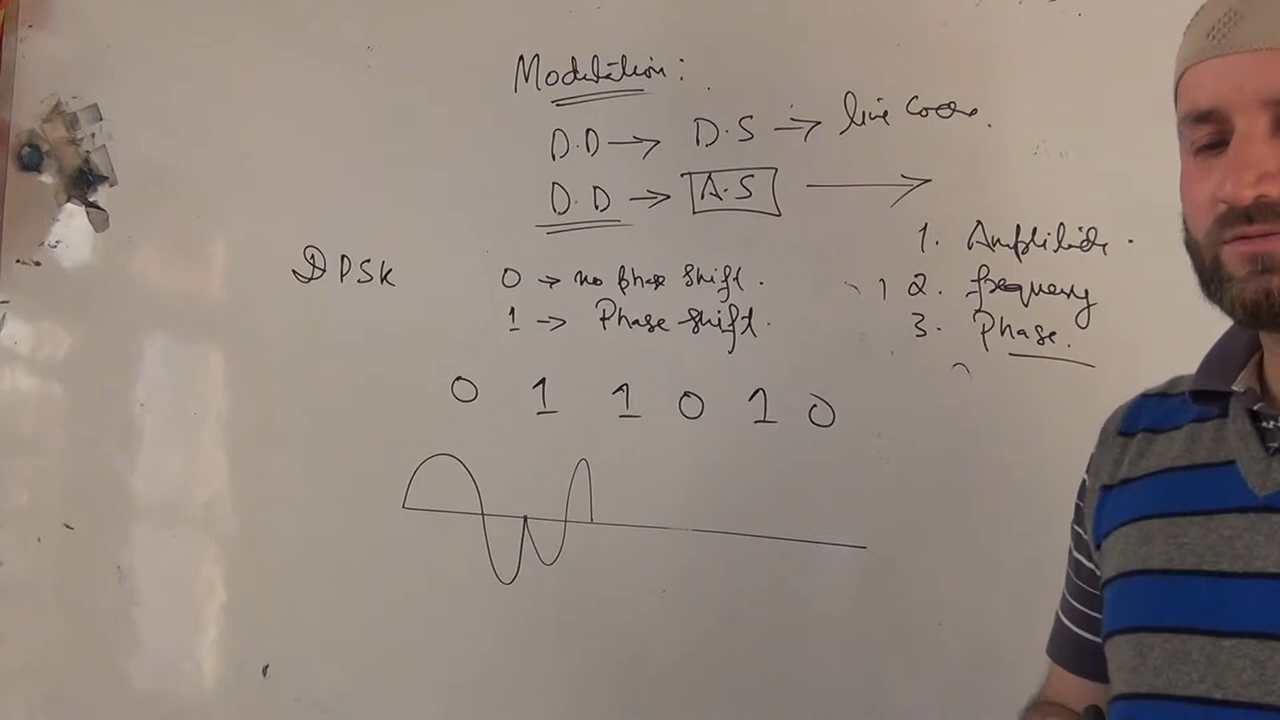 Modulation:
D.D → D.S → line codes.
D.D → A.S →
1. Amplitude.
DPSK 0 → no phase shift. 2. frequency
1 → Phase shift. 3. Phase.
0 1 1 0 1 0